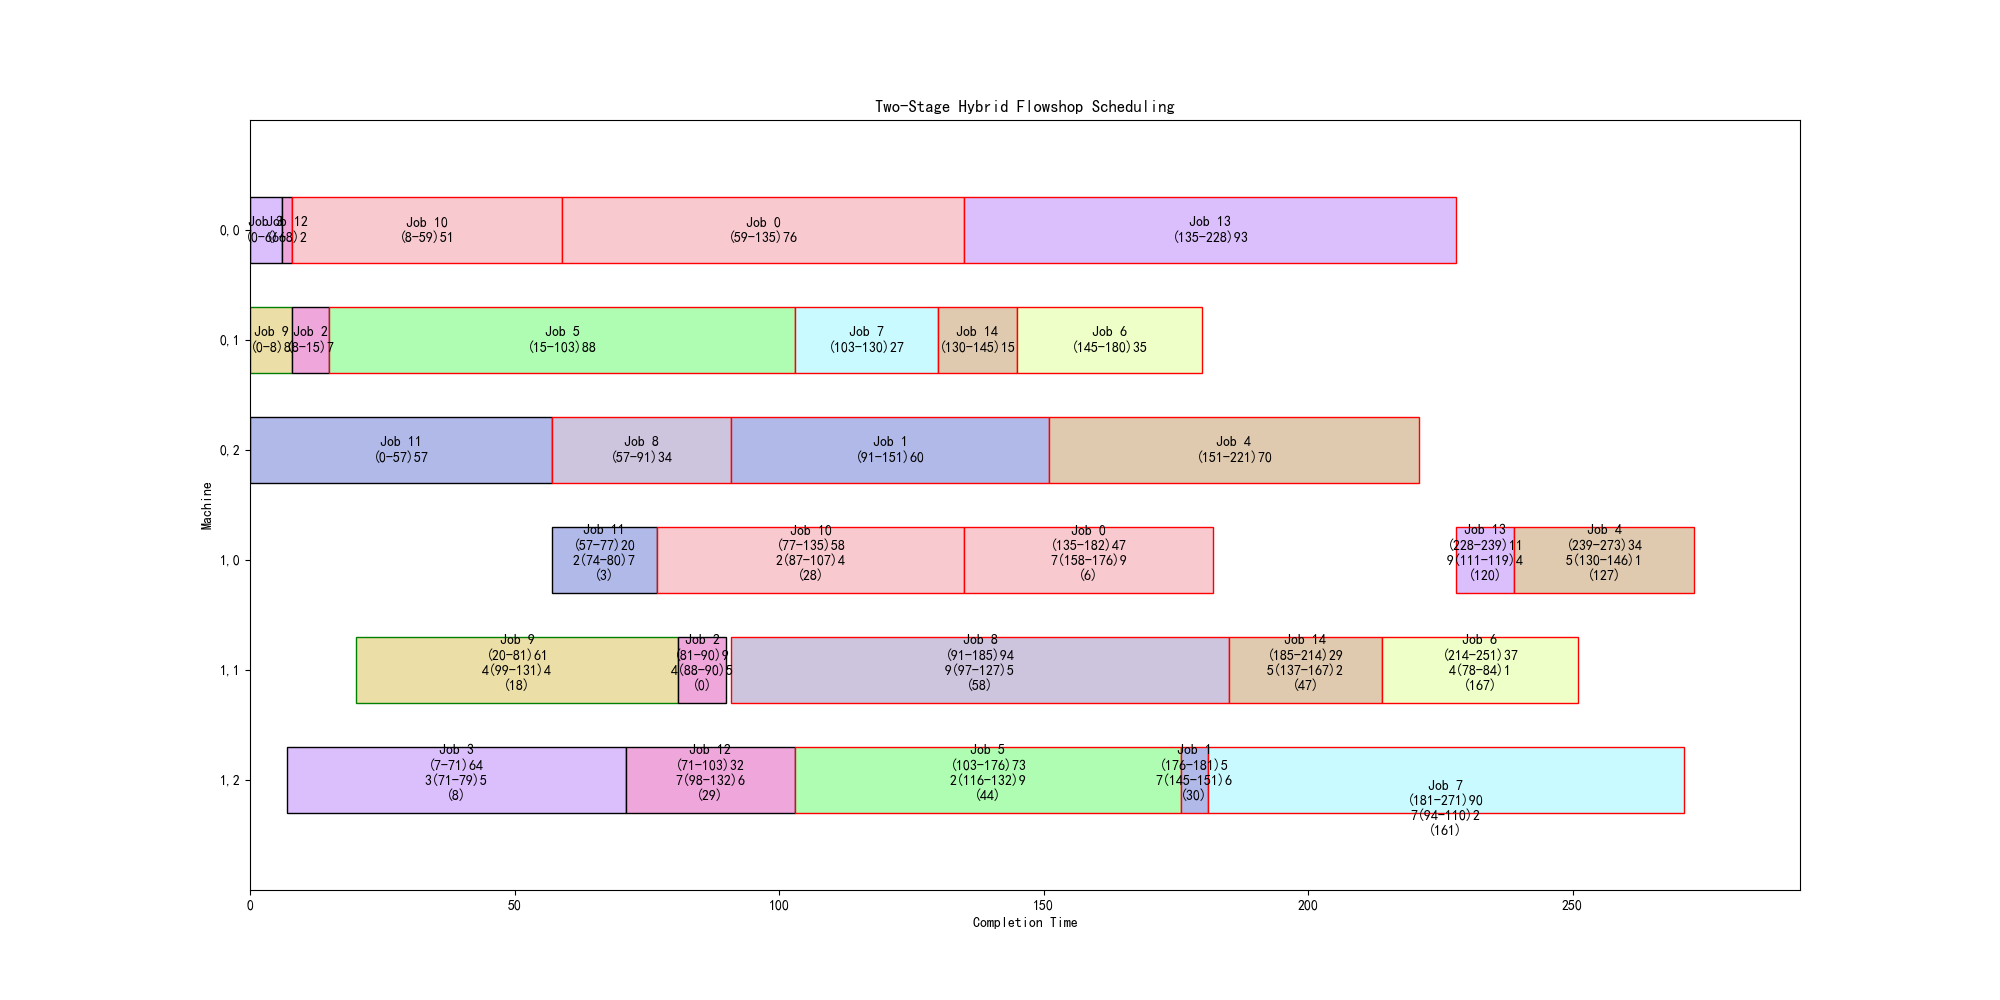 Two-Stage Hybrid Flowshop Scheduling
0,0
Job 3
Job 12
(0-6)6
(6-8)2
Job 10
(8-59)51
Job 0
(59-135)76
Job 13
(135-228)93
0,1
Job 9
(0-8)8
Job 2
(8-15)7
Job 5
(15-103)88
Job 7
(103-130)27
Job 14
(130-145)15
Job 6
(145-180)35
0,2
Job 11
(0-57)57
Job 8
(57-91)34
Job 1
(91-151)60
Job 4
(151-221)70
Machine
1,0
Job 11
(57-77)20
2(74-80)7
(3)
Job 10
(77-135)58
2(87-107)4
(28)
Job 0
(135-182)47
7(158-176)9
(6)
Job 13
(228-239)11
9(111-119)4
(120)
Job 4
(239-273)34
5(130-146)1
(127)
1,1
Job 9
(20-81)61
4(99-131)4
(18)
Job 2
(81-90)9
4(88-90)5
(0)
Job 8
(91-185)94
9(97-127)5
(58)
Job 14
(185-214)29
5(137-167)2
(47)
Job 6
(214-251)37
4(78-84)1
(167)
1,2
Job 3
(7-71)64
3(71-79)5
(8)
Job 12
(71-103)32
7(98-132)6
(29)
Job 5
(103-176)73
2(116-132)9
(44)
Job 1
(176-181)5
7(145-151)6
(30)
Job 7
(181-271)90
7(94-110)2
(161)
0
50
100
150
200
250
Completion Time